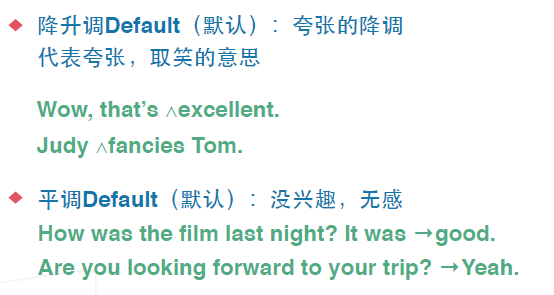 ◆ 降升调Default（默认）：夸张的降调
代表夸张，取笑的意思
Wow, that’s ∧excellent.
Judy ∧fancies Tom.
◆ 平调Default（默认）：没兴趣，无感
How was the film last night? It was →good.
Are you looking forward to your trip? →Yeah.